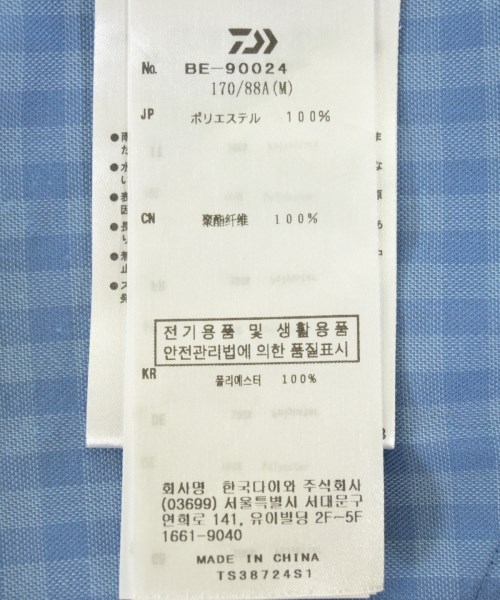 No. BE-90024
170/88A(M)
JP ポリエステル 100%
CN 聚酯纤维 100%
전기용품 및 생활용품
안전관리법에 의한 품질표시
KR 폴리에스터 100%
회사명 한국다이와 주식회사
(03699) 서울특별시 서대문구
연희로 141, 유이빌딩 2F-5F
1661-9040
MADE IN CHINA
TS38724S1